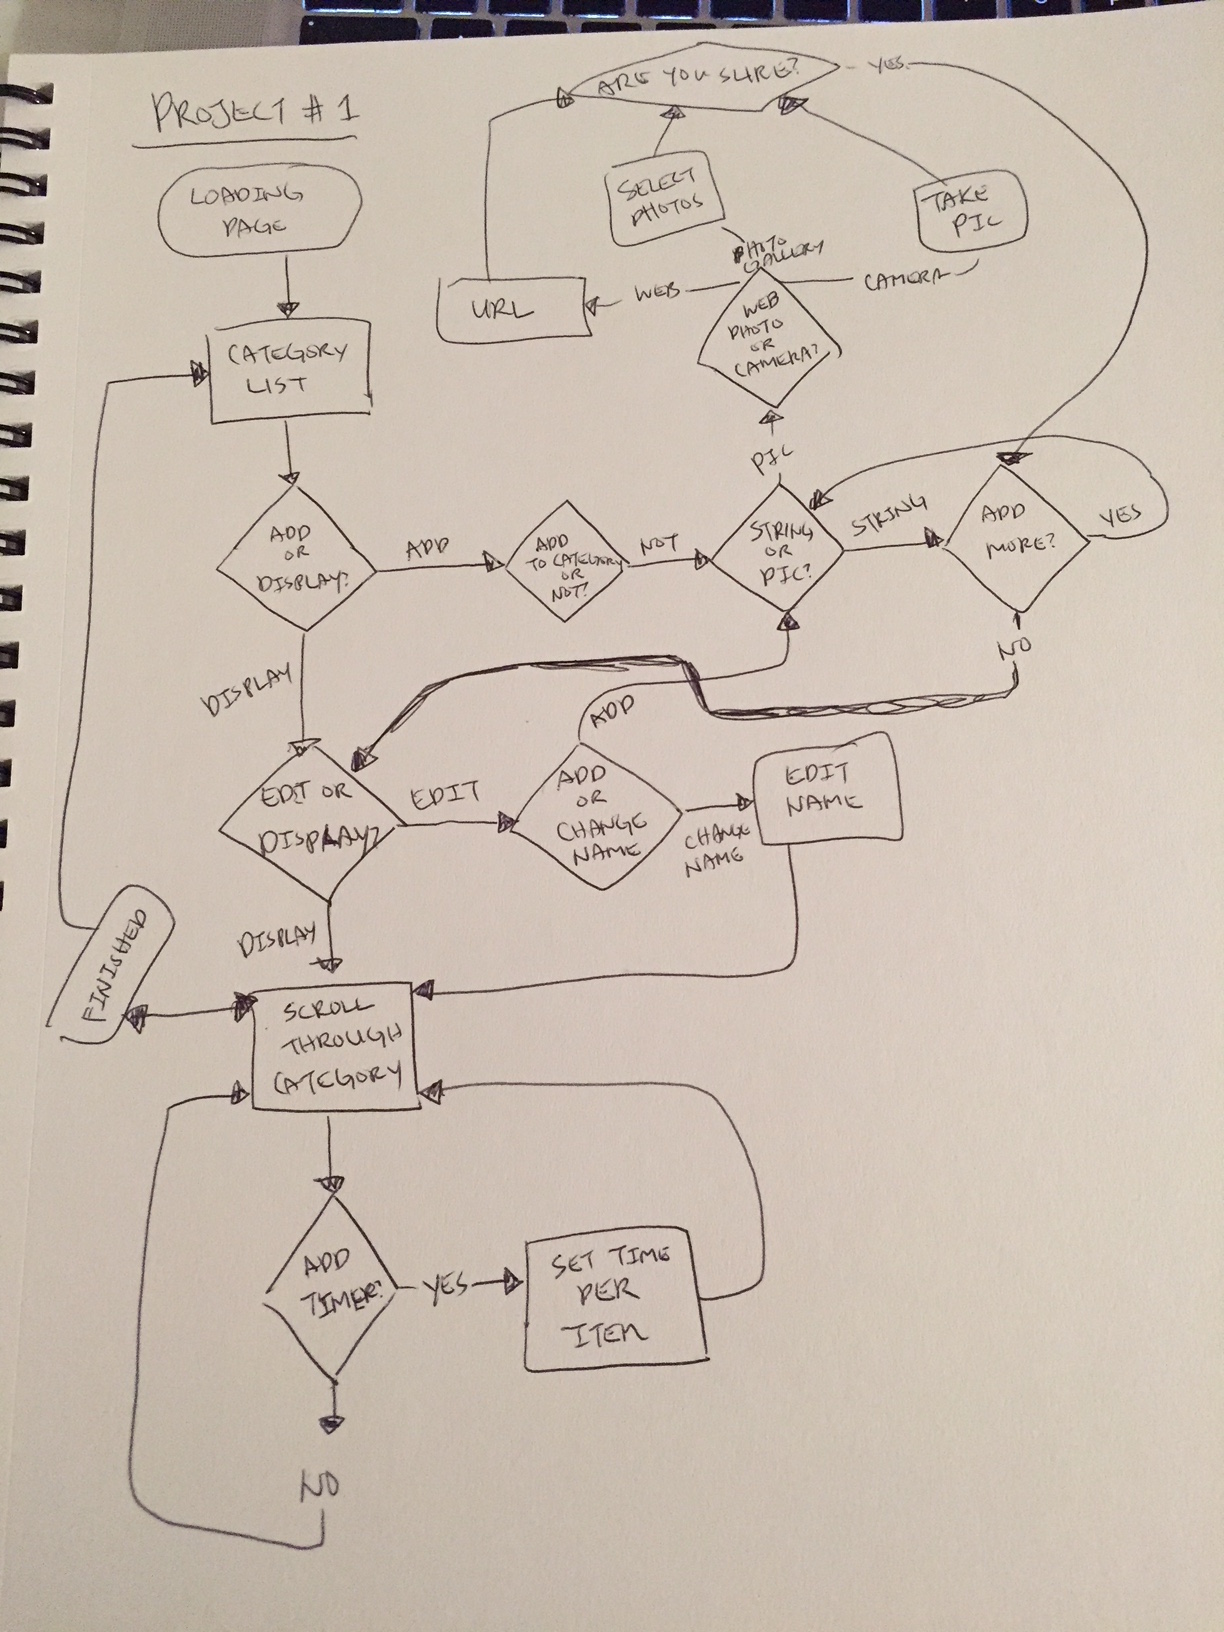 PROJECT #1
LOADING
PAGE
CATEGORY
LIST
ADD
OR
DISPLAY?
ADD
ADD
TO CATEGORY
OR
NOT?
NOT
STRING
OR
PIC?
STRING
ADD
MORE?
YES
NO
PIC
WEB
PHOTO
OR
CAMERA?
WEB
URL
PHOTO
GALLERY
SELECT
PHOTOS
CAMERA
TAKE
PIC
ARE YOU SURE?
YES
DISPLAY
EDIT OR
DISPLAY?
EDIT
ADD
OR
CHANGE
NAME
ADD
CHANGE
NAME
EDIT
NAME
DISPLAY
SCROLL
THROUGH
CATEGORY
FINISHED
ADD
TIMER?
YES
SET TIME
PER
ITEM
NO